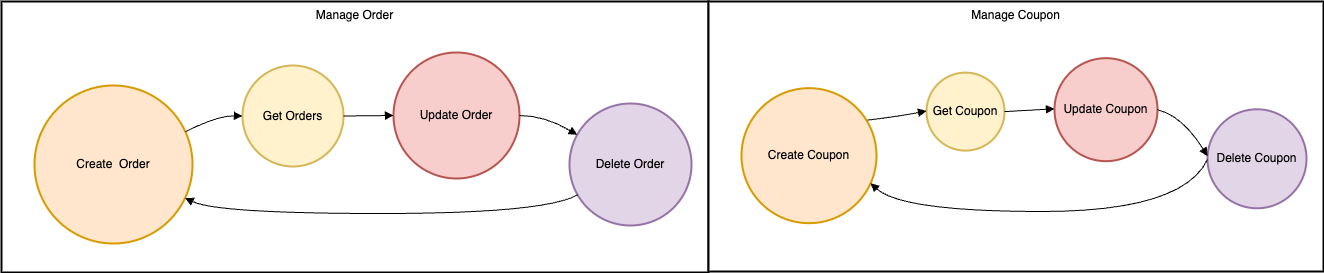 Manage Order
Create  Order
Get Orders
Update Order
Delete Order
Manage Coupon
Create Coupon
Get Coupon
Update Coupon
Delete Coupon